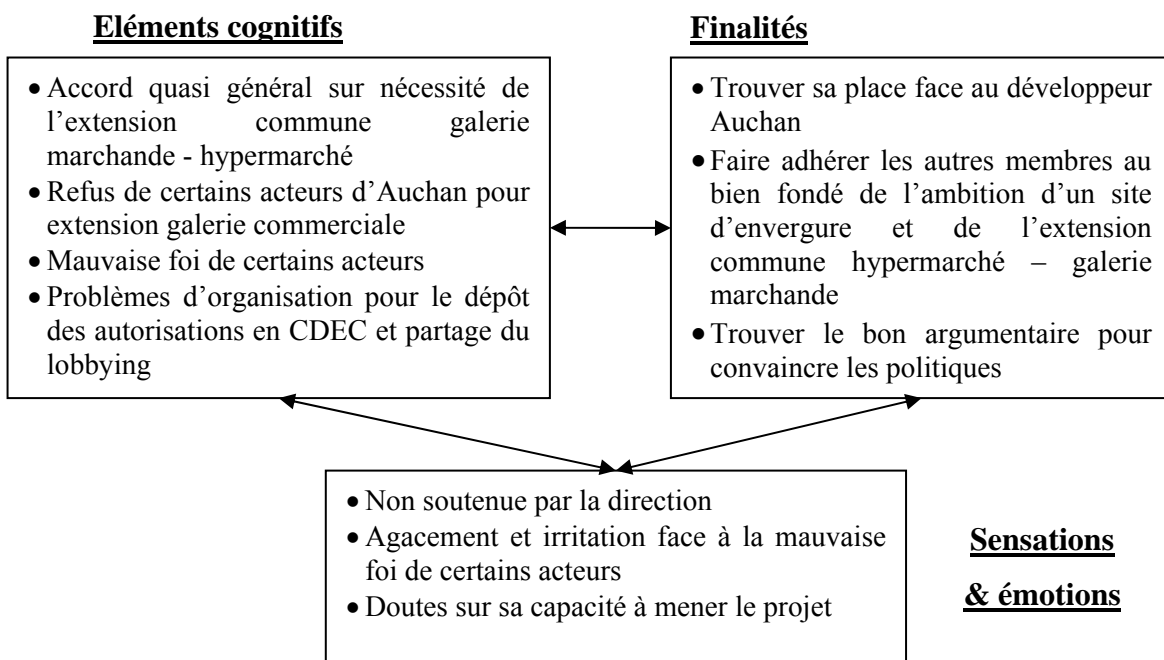 Eléments cognitifs
• Accord quasi général sur nécessité de
l’extension commune galerie
marchande - hypermarché
• Refus de certains acteurs d’Auchan pour
extension galerie commerciale
• Mauvaise foi de certains acteurs
• Problèmes d’organisation pour le dépôt
des autorisations en CDEC et partage du
lobbying
Finalités
• Trouver sa place face au développeur
Auchan
• Faire adhérer les autres membres au
bien fondé de l’ambition d’un site
d’envergure et de l’extension
commune hypermarché – galerie
marchande
• Trouver le bon argumentaire pour
convaincre les politiques
• Non soutenue par la direction
• Agacement et irritation face à la mauvaise
foi de certains acteurs
• Doutes sur sa capacité à mener le projet
Sensations
& émotions